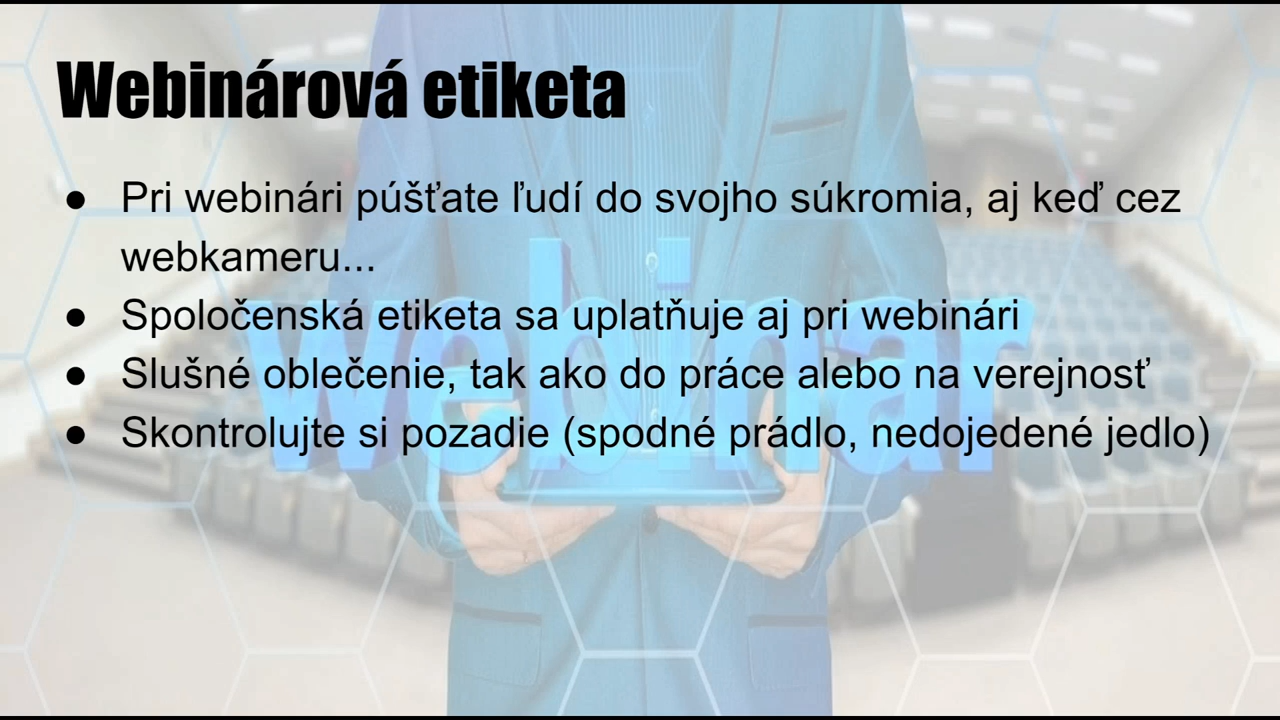 Webinárová etiketa
● Pri webinári púšťate ľudí do svojho súkromia, aj keď cez
webkameru...
● Spoločenská etiketa sa uplatňuje aj pri webinári
● Slušné oblečenie, tak ako do práce alebo na verejnosť
● Skontrolujte si pozadie (spodné prádlo, nedojedené jedlo)
webinar